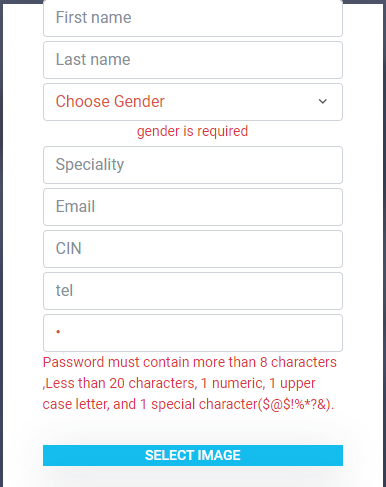 First name
Last name
Choose Gender
gender is required
Speciality
Email
CIN
tel
•
Password must contain more than 8 characters
,Less than 20 characters, 1 numeric, 1 upper
case letter, and 1 special character($@$!%*?&).
SELECT IMAGE